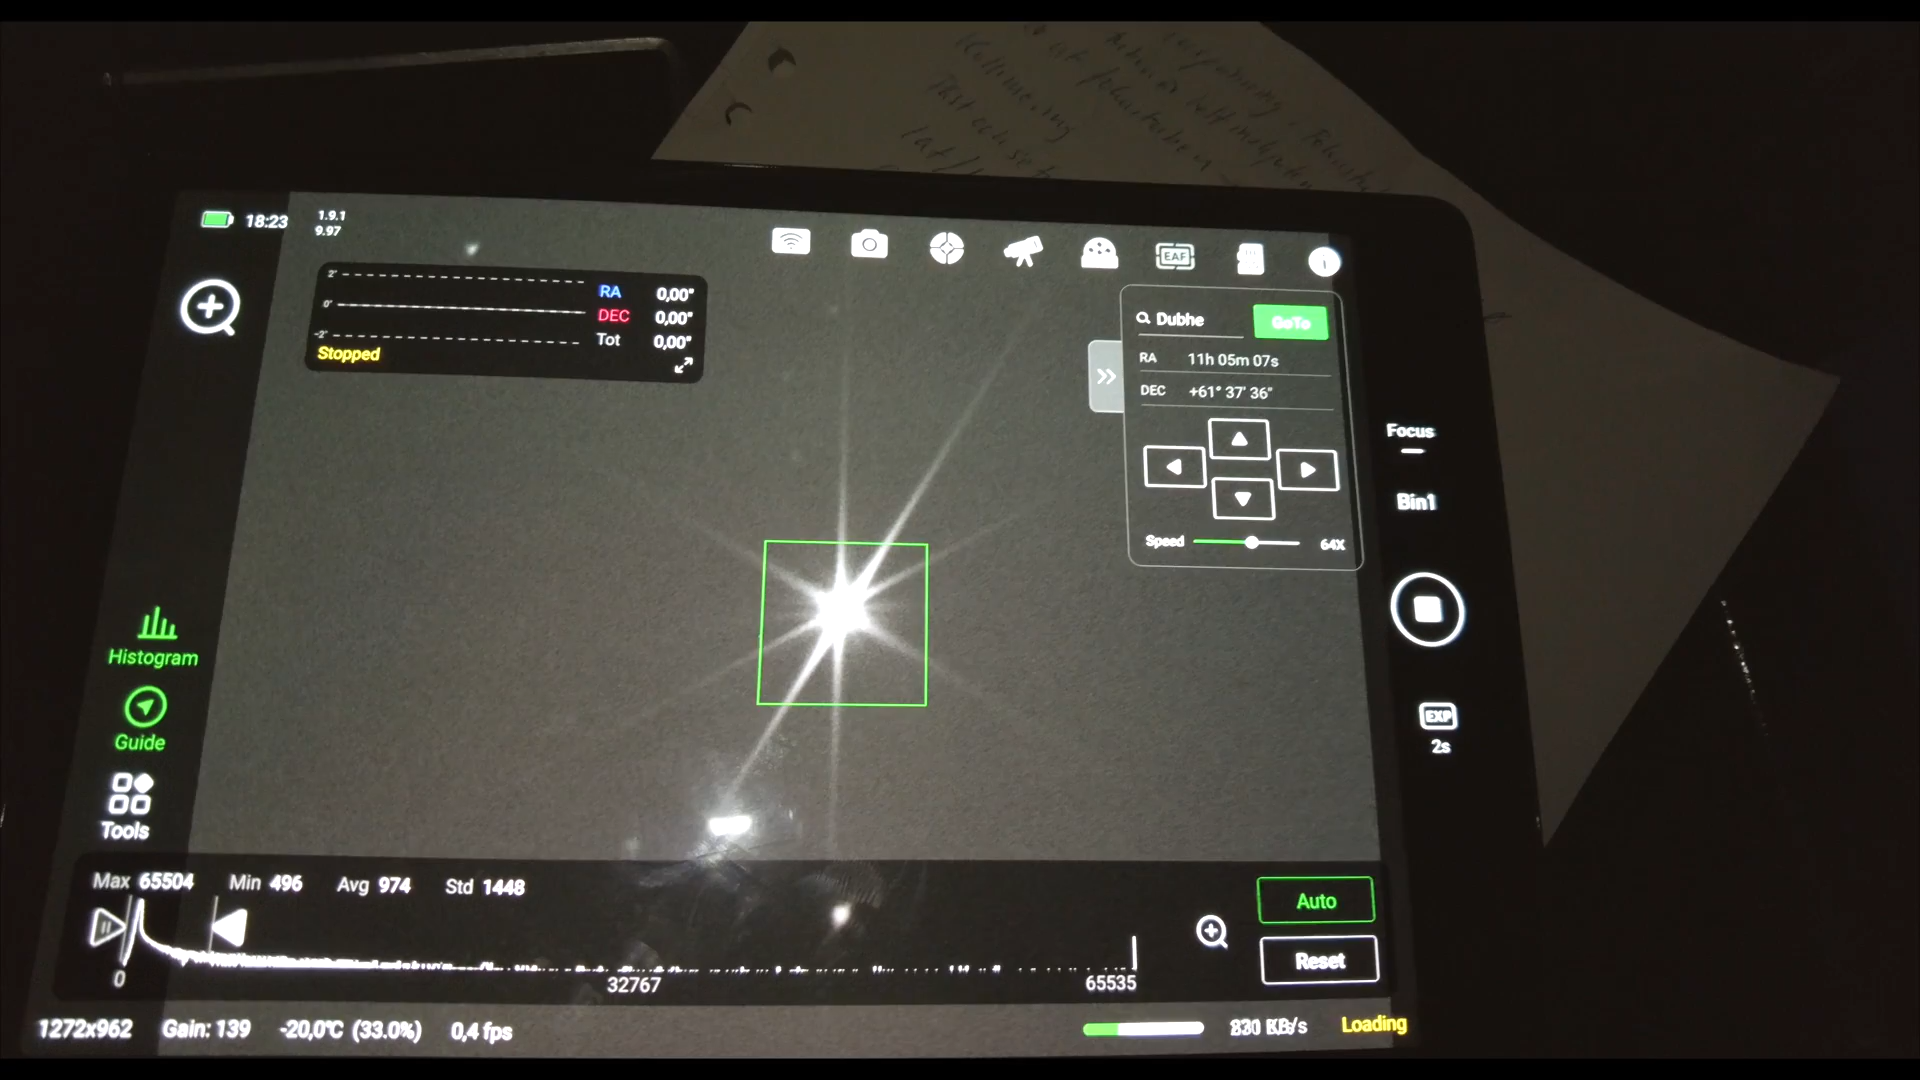 18:23
1.9.1
9.97
2"
0"
-2"
RA 0,00"
DEC 0,00"
Tot 0,00"
Stopped
EAF
Dubhe GoTo
RA 11h 05m 07s
DEC +61° 37' 36"
Speed 64X
Focus
Bin1
EXP
2s
Histogram
Guide
Tools
Max 65504 Min 496 Avg 974 Std 1448
Auto
Reset
0 32767 65535
1272x962 Gain: 139 -20,0℃ (33.0%) 0,4 fps KB/s Loading